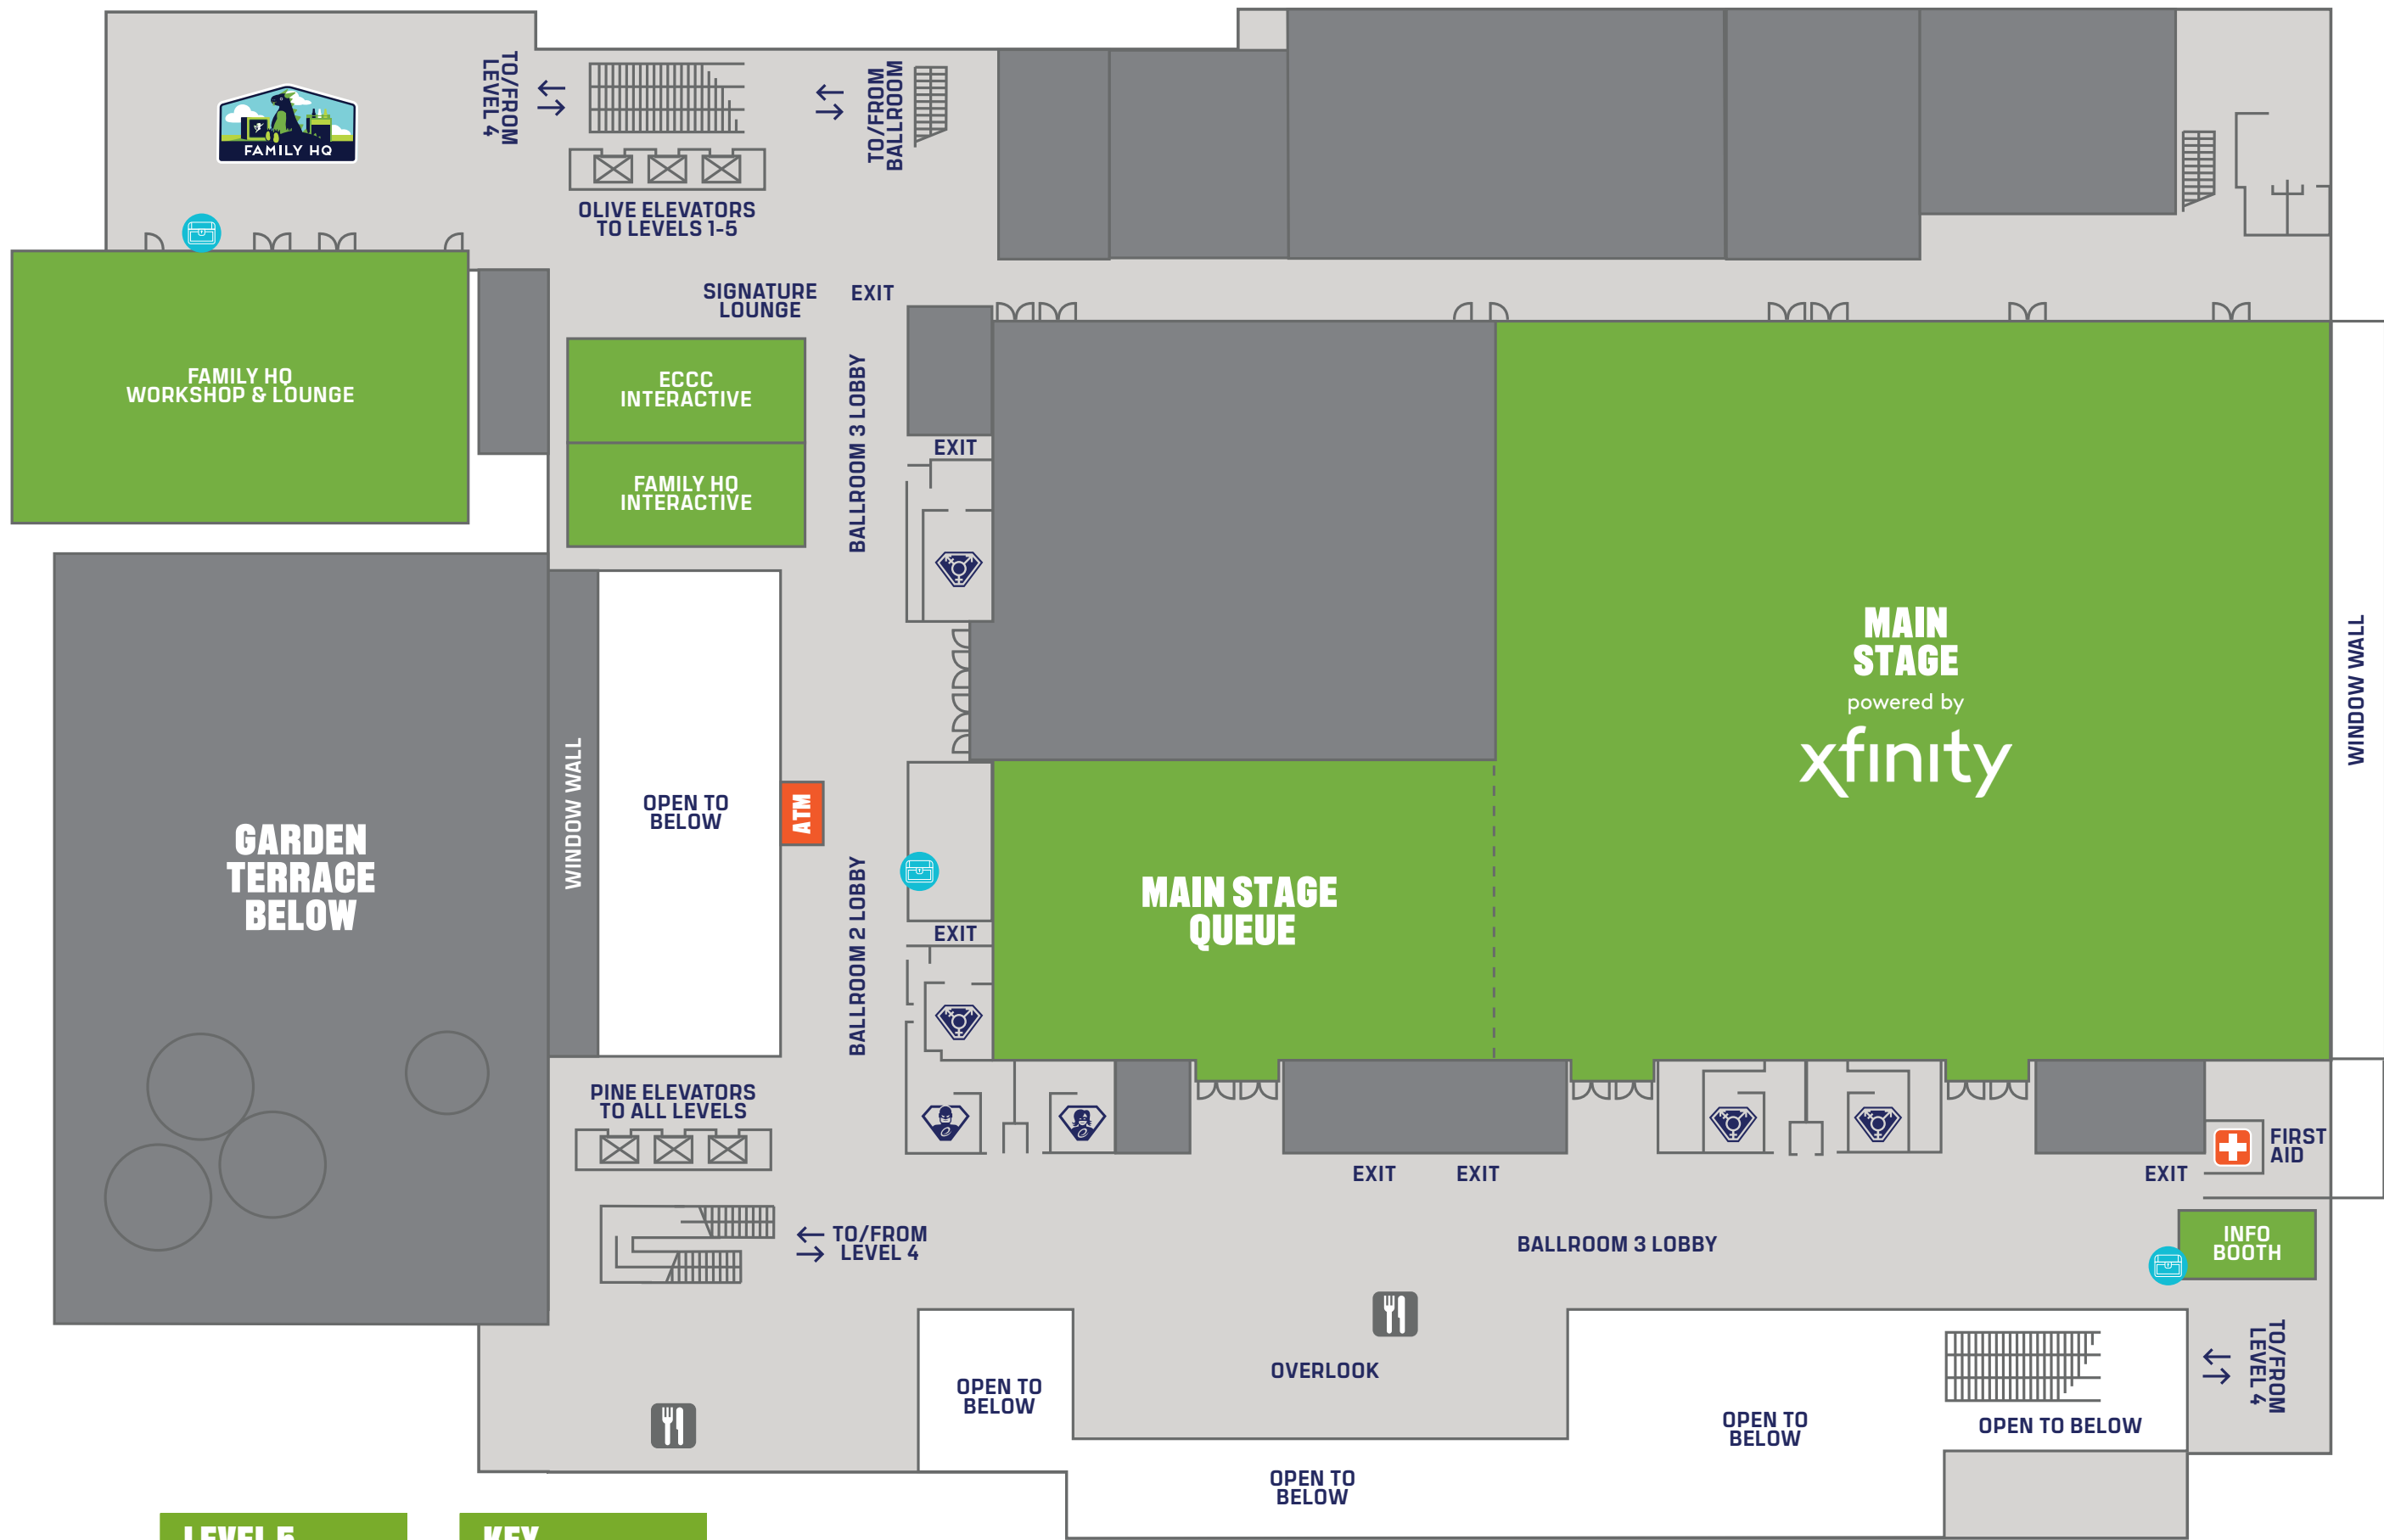 TO/FROM
LEVEL 4
TO/FROM
BALLROOM
FAMILY HQ
OLIVE ELEVATORS
TO LEVELS 1-5
SIGNATURE
LOUNGE
EXIT
FAMILY HQ
WORKSHOP & LOUNGE
ECCC
INTERACTIVE
FAMILY HQ
INTERACTIVE
BALLROOM 3 LOBBY
EXIT
MAIN
STAGE
powered by
xfinity
WINDOW WALL
WINDOW WALL
OPEN TO
BELOW
ATM
GARDEN
TERRACE
BELOW
BALLROOM 2 LOBBY
EXIT
MAIN STAGE
QUEUE
PINE ELEVATORS
TO ALL LEVELS
EXIT
EXIT
EXIT
FIRST
AID
TO/FROM
LEVEL 4
BALLROOM 3 LOBBY
INFO
BOOTH
OVERLOOK
OPEN TO
BELOW
OPEN TO
BELOW
OPEN TO
BELOW
OPEN TO BELOW
TO/FROM
LEVEL 4
LEVEL 5
KEY